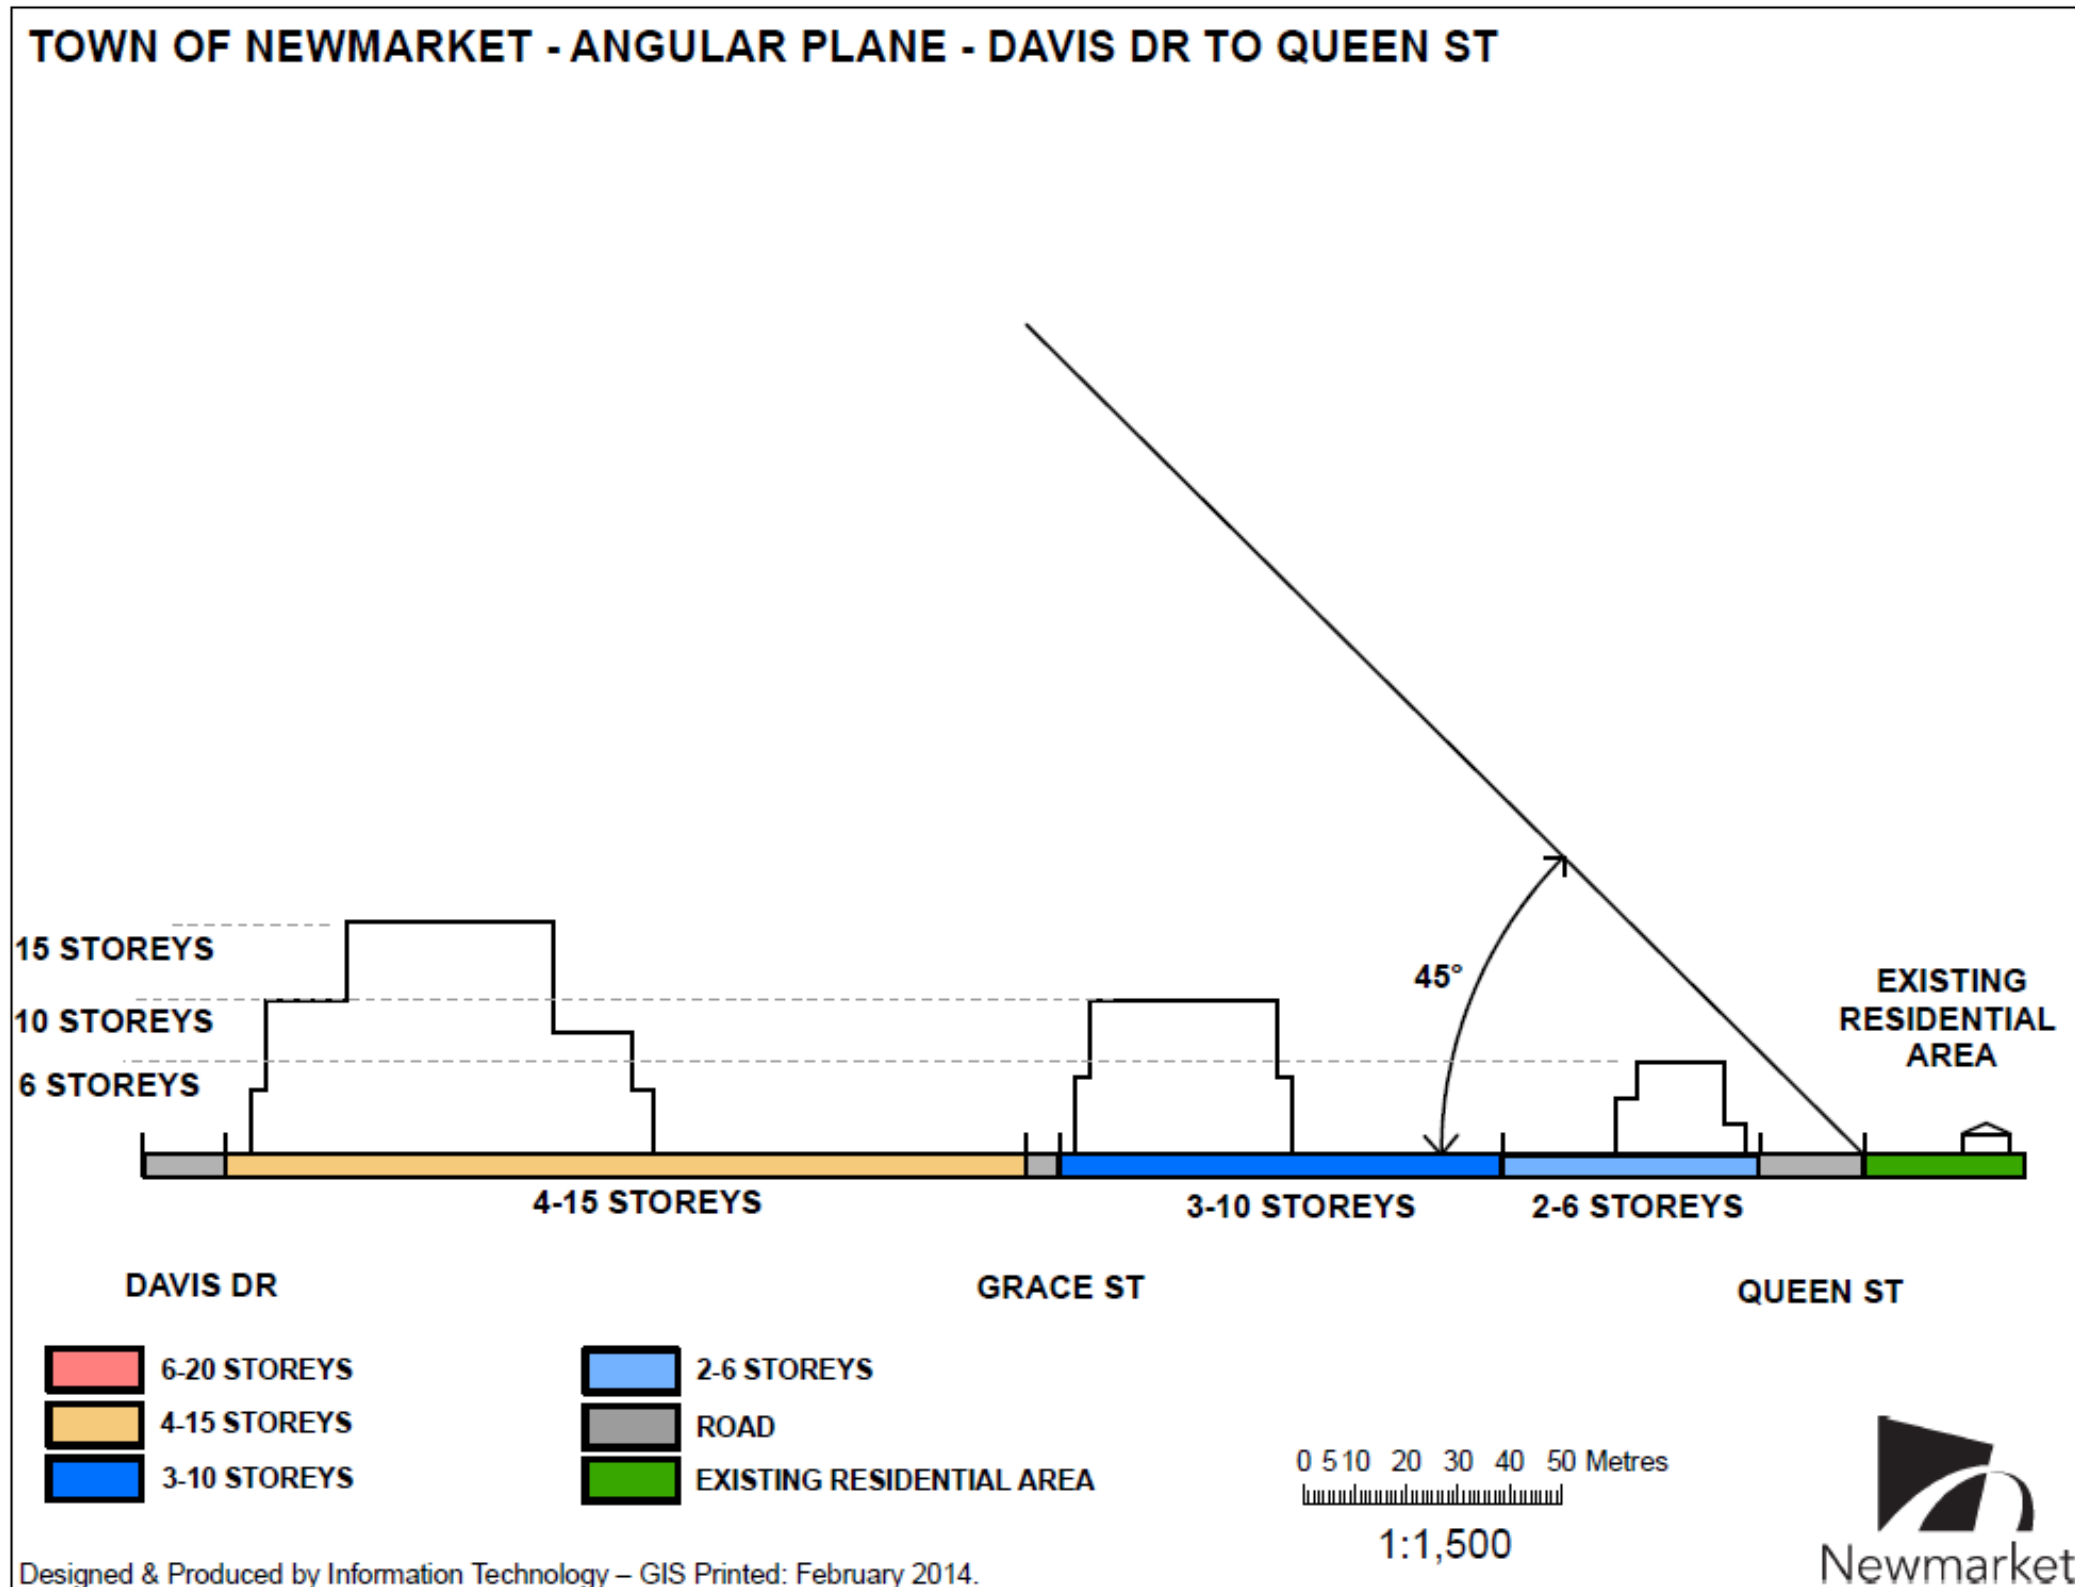 TOWN OF NEWMARKET - ANGULAR PLANE - DAVIS DR TO QUEEN ST
15 STOREYS
10 STOREYS
6 STOREYS
45°
EXISTING
RESIDENTIAL
AREA
4-15 STOREYS
3-10 STOREYS
2-6 STOREYS
DAVIS DR
GRACE ST
QUEEN ST
6-20 STOREYS
4-15 STOREYS
3-10 STOREYS
2-6 STOREYS
ROAD
EXISTING RESIDENTIAL AREA
0 5 10 20 30 40 50 Metres
1:1,500
Newmarket
Designed & Produced by Information Technology – GIS Printed: February 2014.